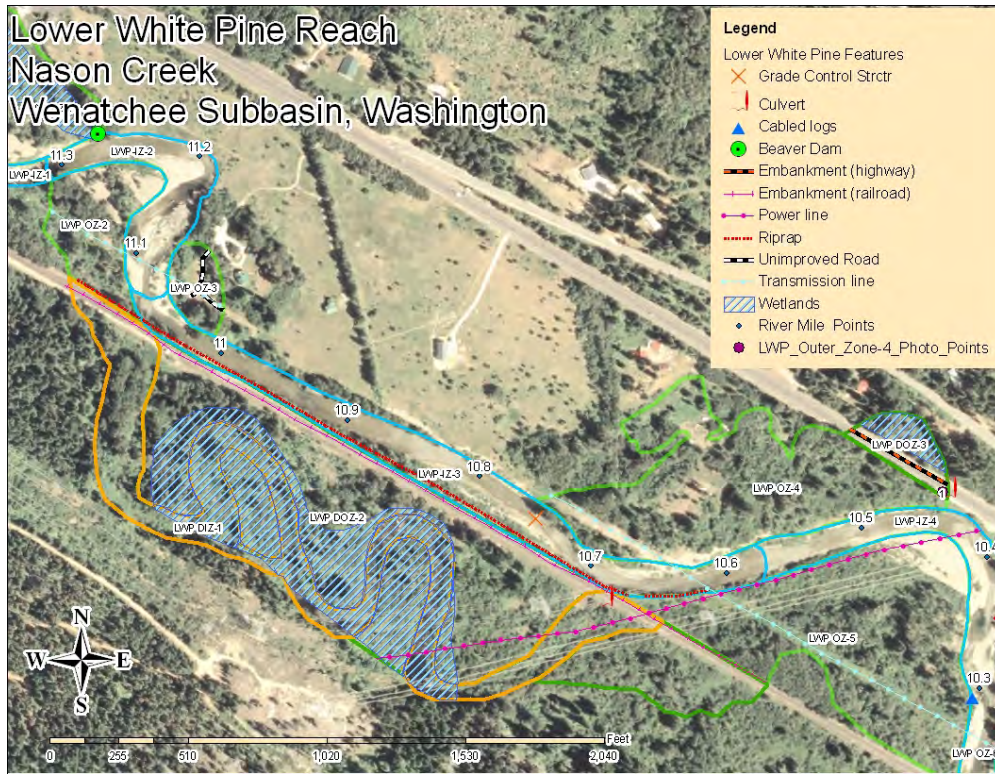 Lower White Pine Reach
Nason Creek
Wenatchee Subbasin, Washington
Legend
Lower White Pine Features
Grade Control Strctr
Culvert
Cabled logs
Beaver Dam
Embankment (highway)
Embankment (railroad)
Power line
Riprap
Unimproved Road
Transmission line
Wetlands
River Mile Points
LWP_Outer_Zone-4_Photo_Points
11.3
LWP-IZ-2
11.2
LWP-IZ-1
LWP OZ-2
11.1
LWP OZ-3
11
10.9
10.8
LWP-IZ-3
LWP DOZ-3
LWP OZ-4
1
10.5
LWP-IZ-4
10.4
LWP DIZ-1
LWP DOZ-2
10.7
10.6
LWP OZ-5
10.3
N
W E
S
Feet
0 255 510 1,020 1,530 2,040